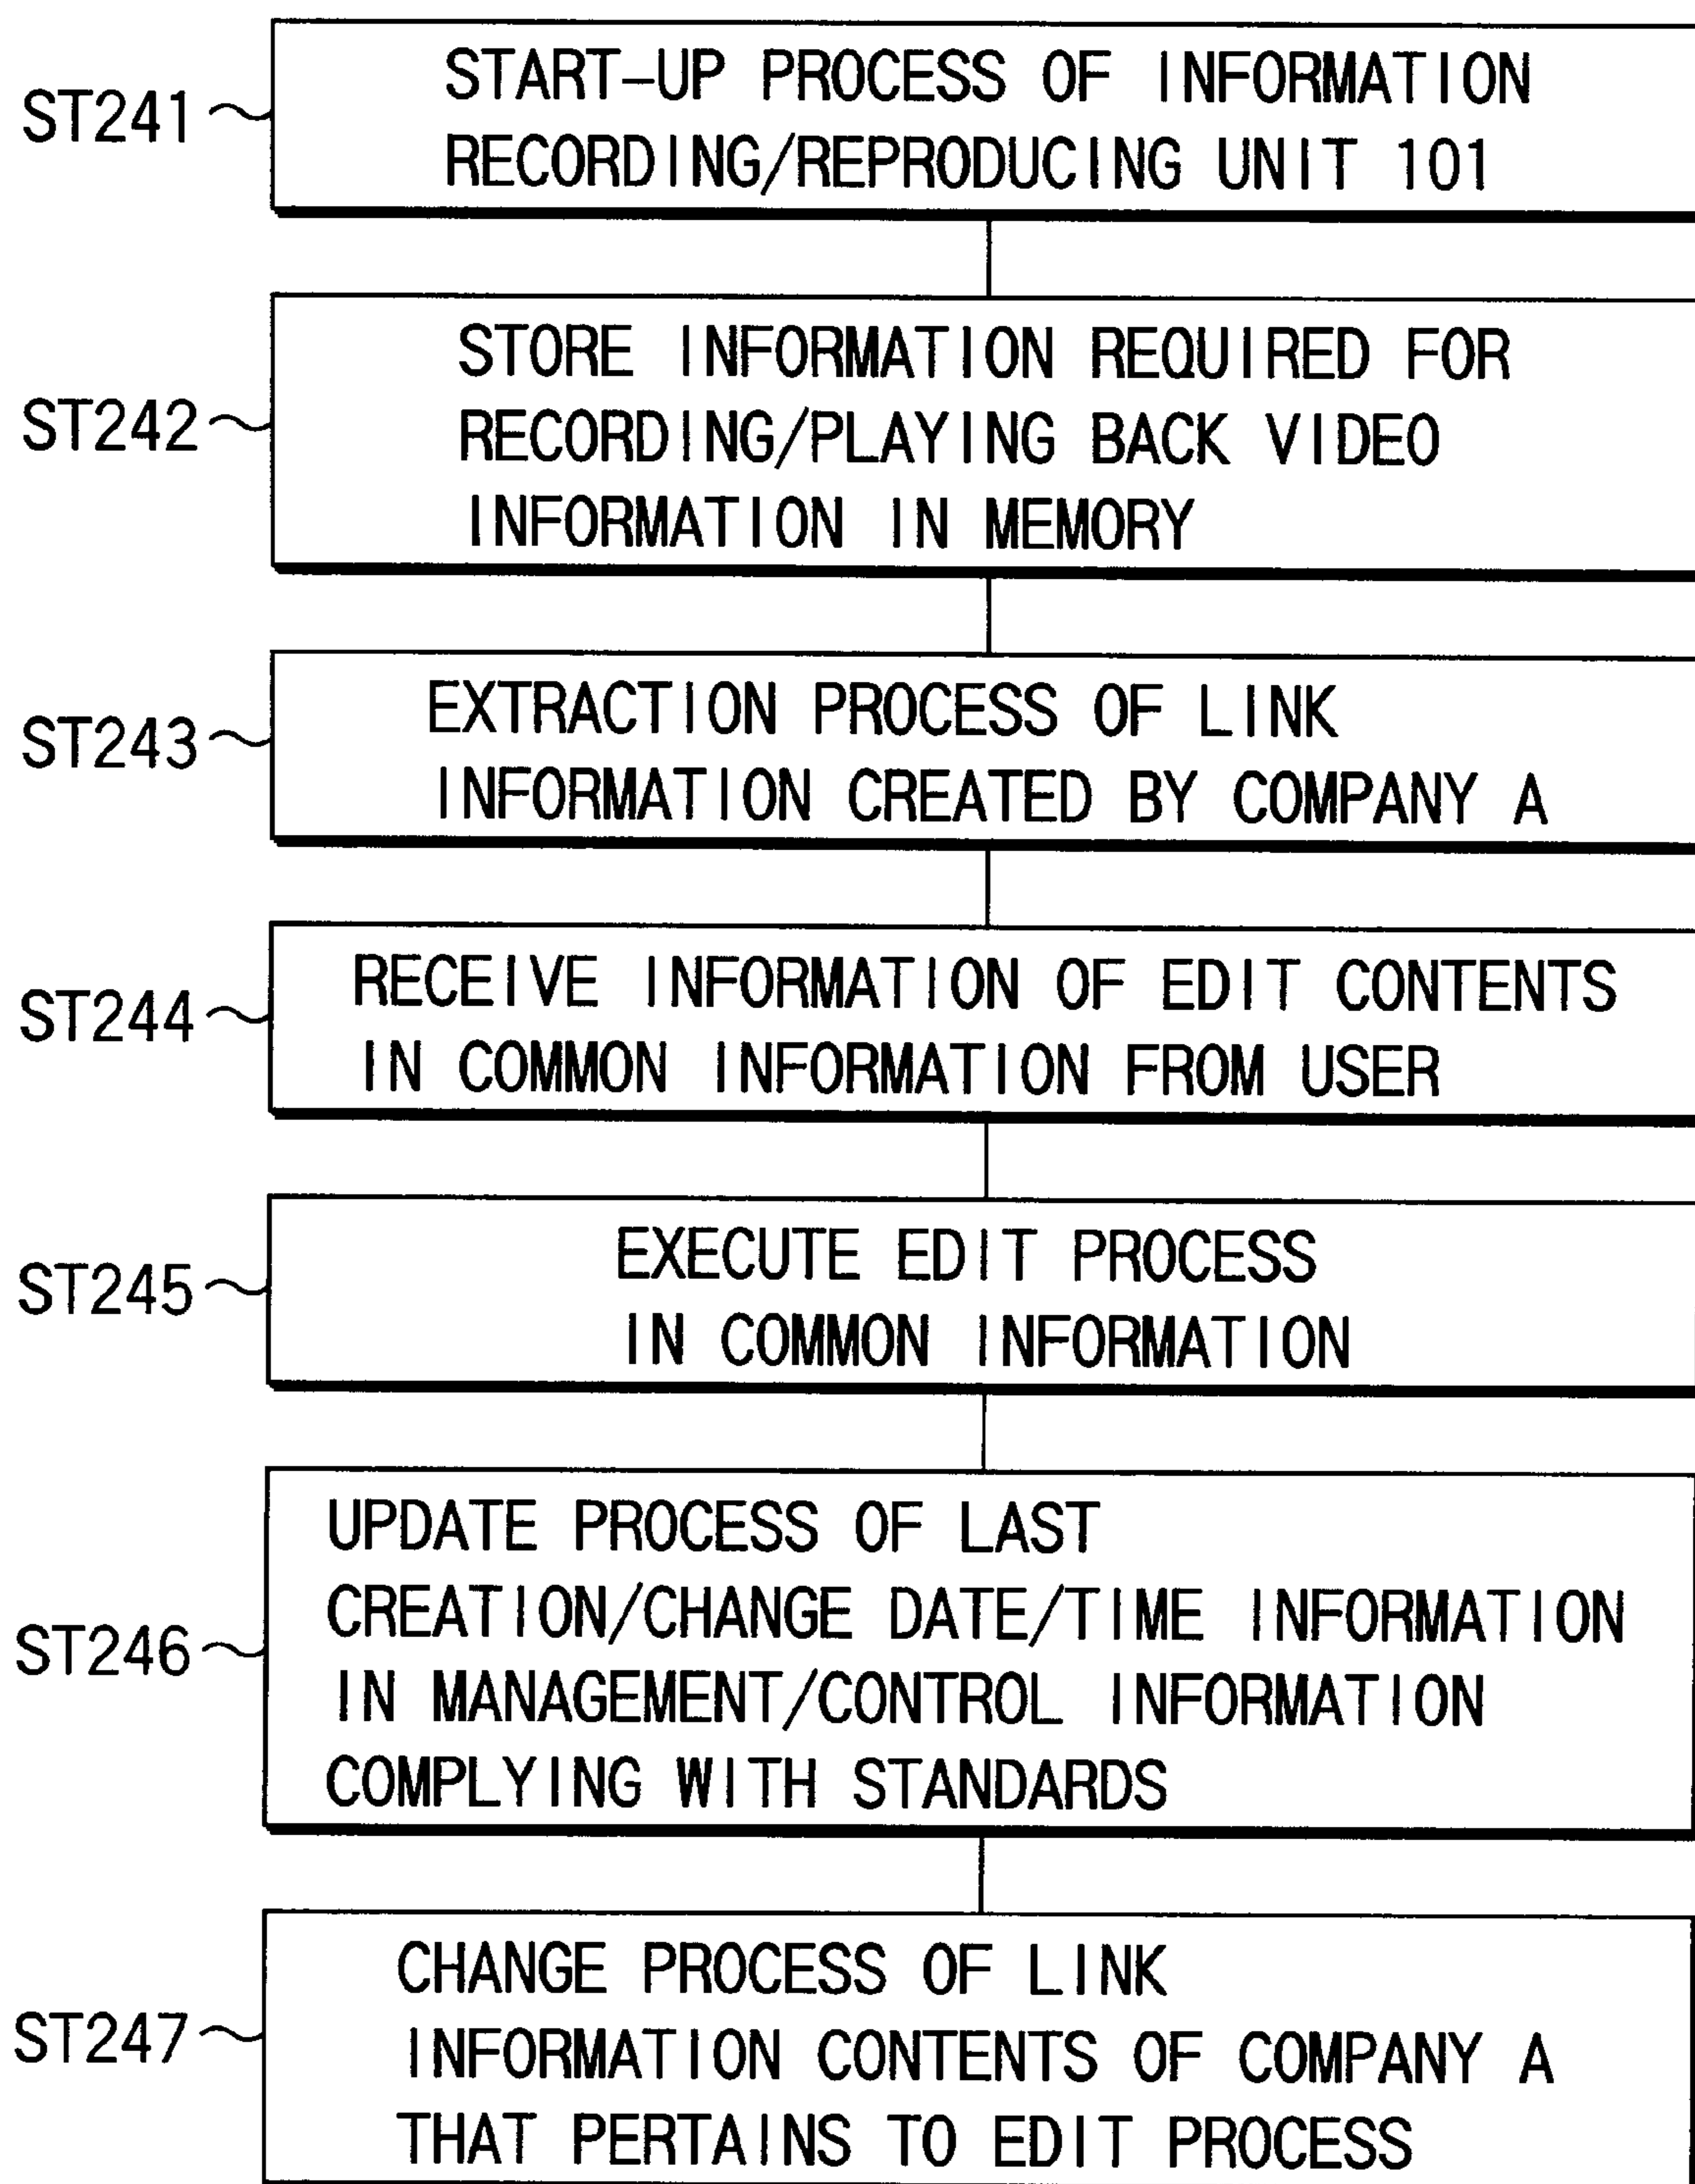 ST241
START-UP PROCESS OF INFORMATION
RECORDING/REPRODUCING UNIT 101
ST242
STORE INFORMATION REQUIRED FOR
RECORDING/PLAYING BACK VIDEO
INFORMATION IN MEMORY
ST243
EXTRACTION PROCESS OF LINK
INFORMATION CREATED BY COMPANY A
ST244
RECEIVE INFORMATION OF EDIT CONTENTS
IN COMMON INFORMATION FROM USER
ST245
EXECUTE EDIT PROCESS
IN COMMON INFORMATION
ST246
UPDATE PROCESS OF LAST
CREATION/CHANGE DATE/TIME INFORMATION
IN MANAGEMENT/CONTROL INFORMATION
COMPLYING WITH STANDARDS
ST247
CHANGE PROCESS OF LINK
INFORMATION CONTENTS OF COMPANY A
THAT PERTAINS TO EDIT PROCESS